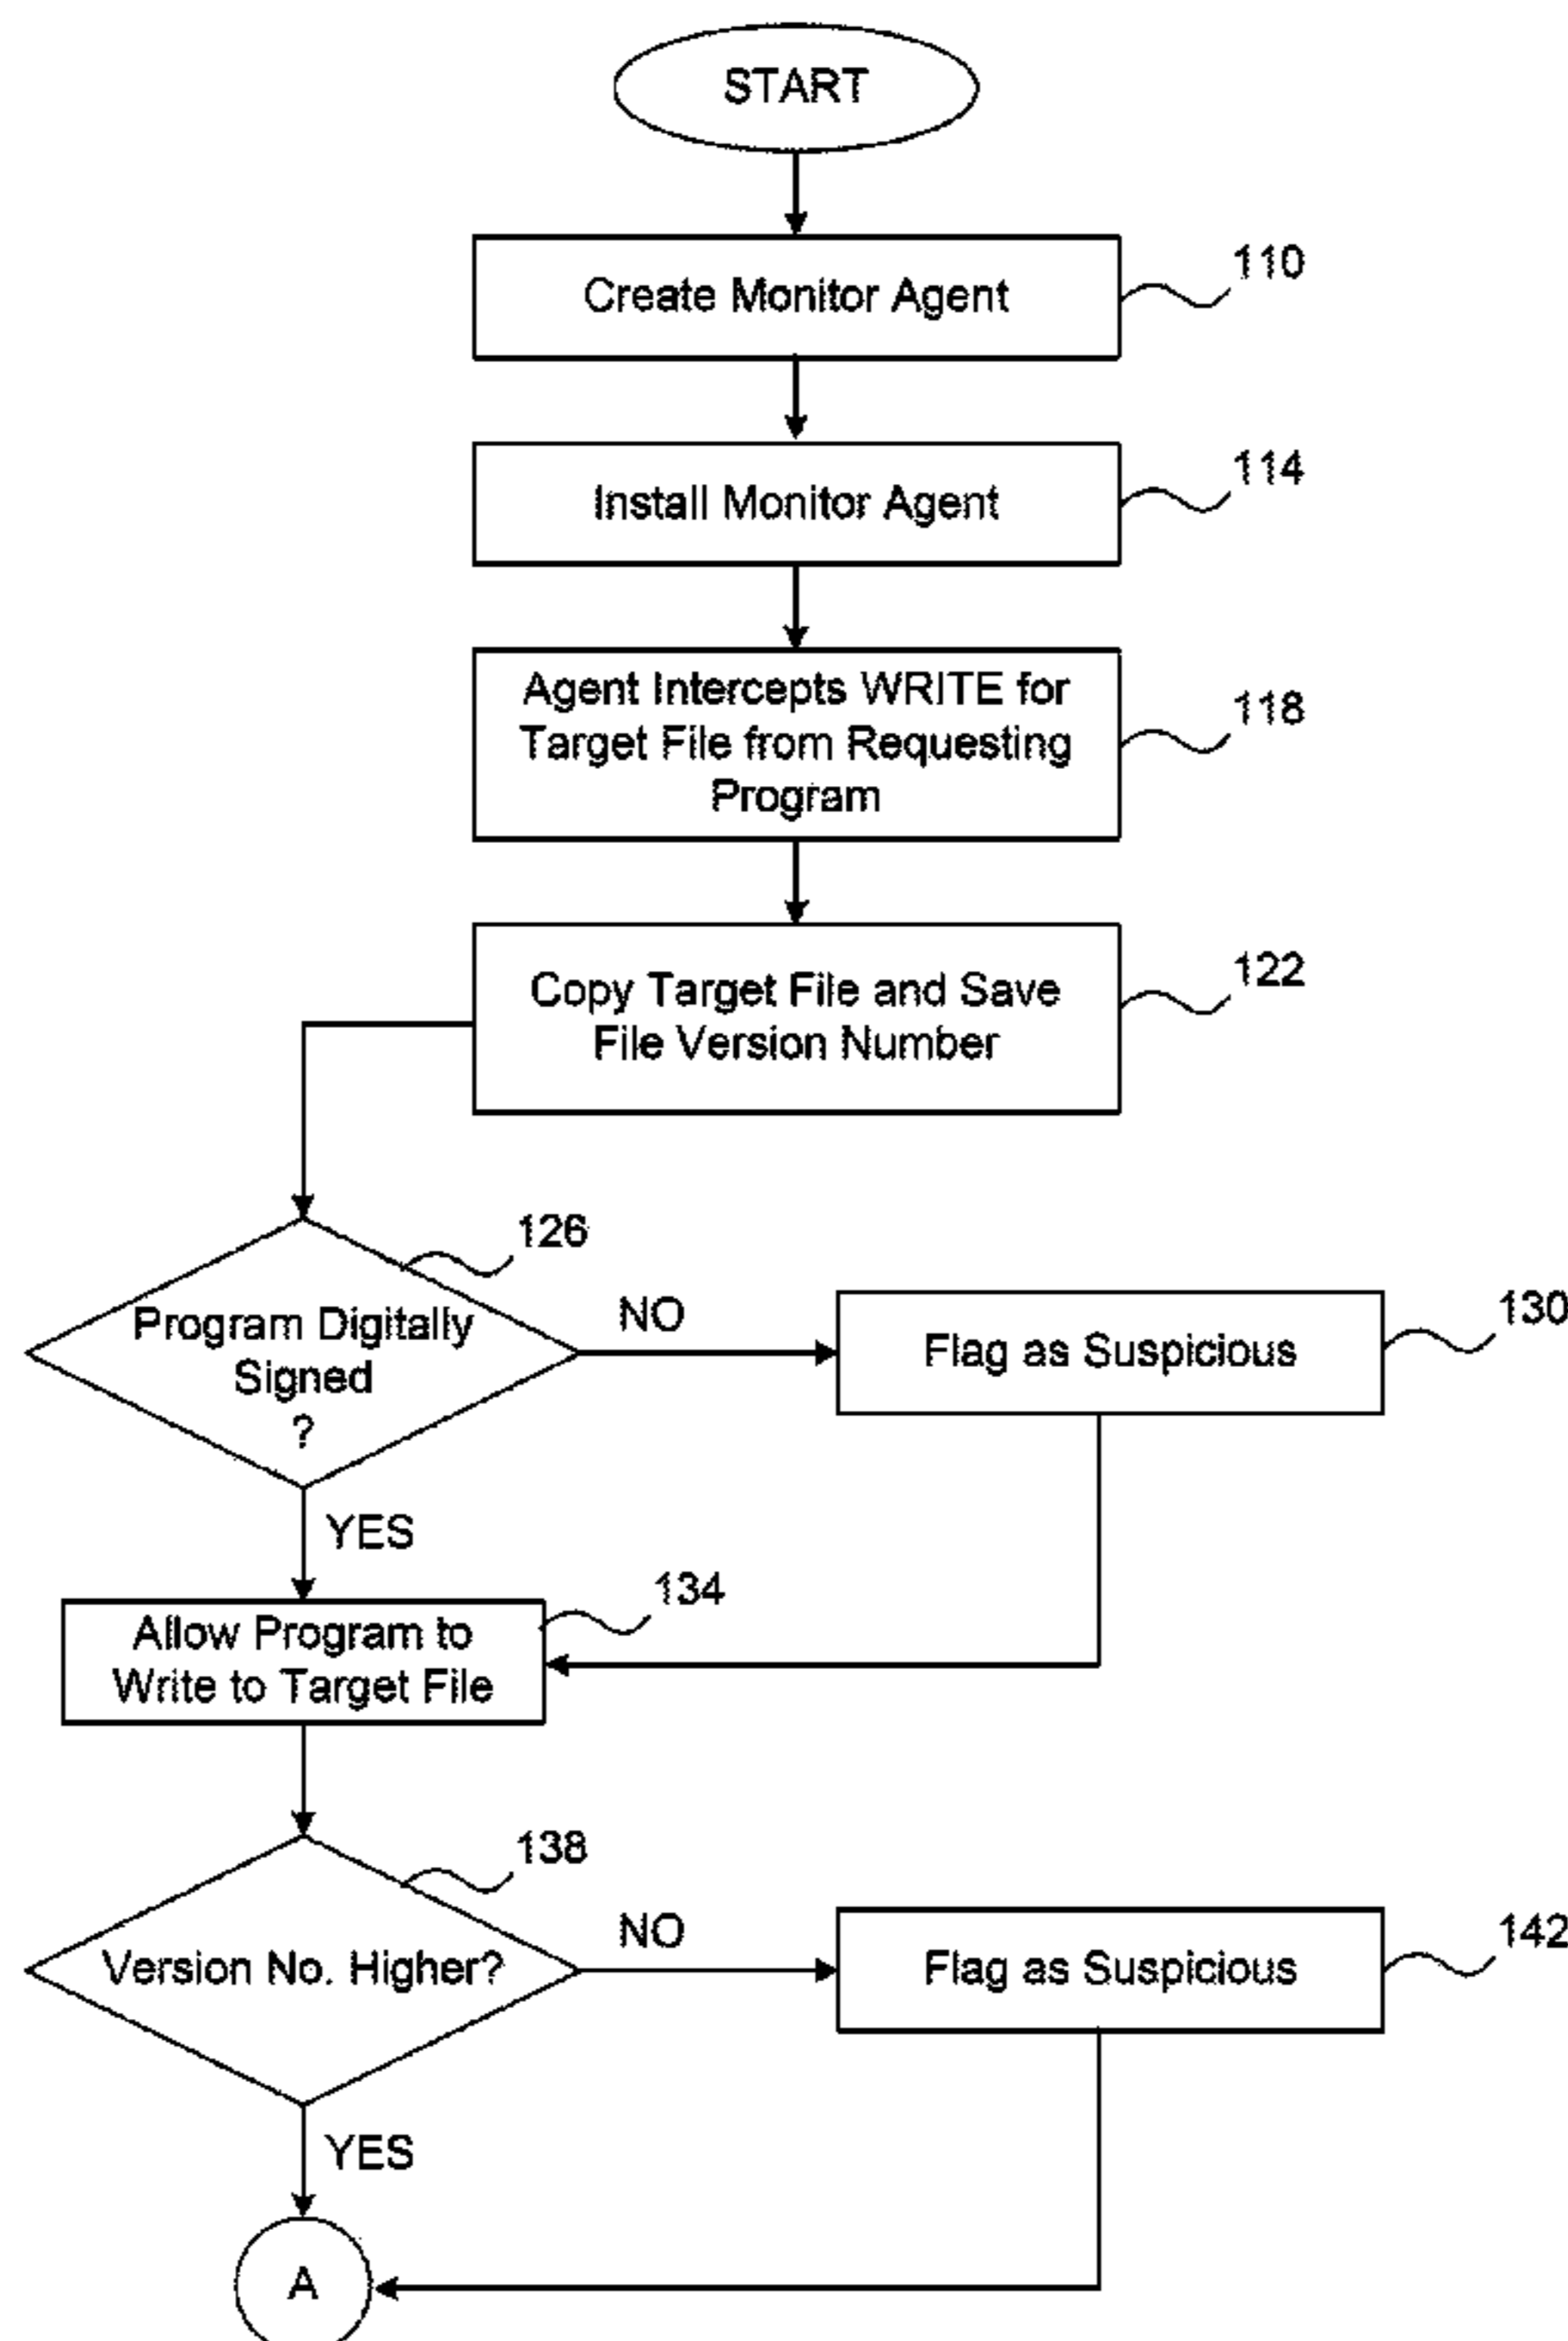 START
Create Monitor Agent
110
Install Monitor Agent
114
Agent Intercepts WRITE for
Target File from Requesting
Program
118
Copy Target File and Save
File Version Number
122
126
Program Digitally
Signed
?
NO
Flag as Suspicious
130
YES
134
Allow Program to
Write to Target File
138
Version No. Higher?
NO
Flag as Suspicious
142
YES
A